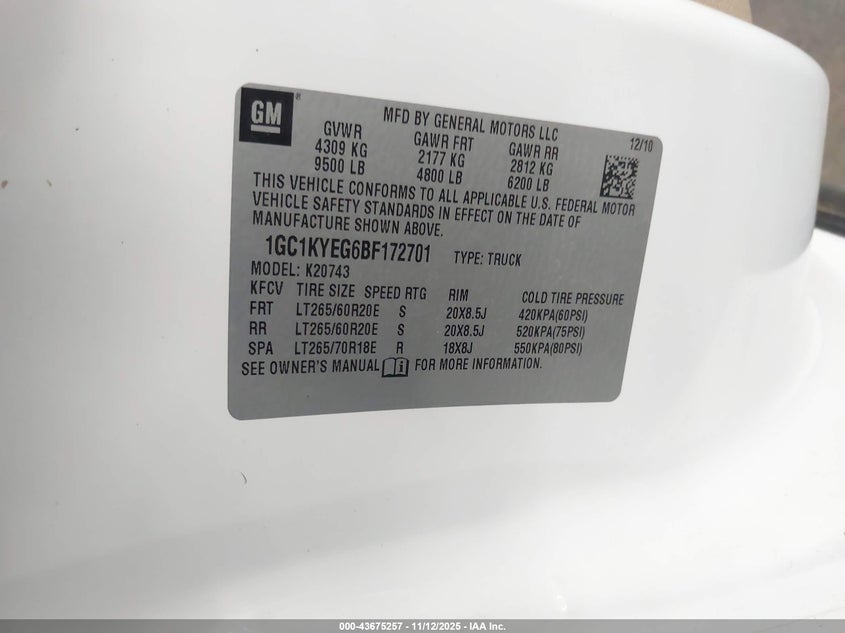 GM ®
MFD BY GENERAL MOTORS LLC
GVWR GAWR FRT GAWR RR 12/10
4309 KG 2177 KG 2812 KG
9500 LB 4800 LB 6200 LB
THIS VEHICLE CONFORMS TO ALL APPLICABLE U.S. FEDERAL MOTOR
VEHICLE SAFETY STANDARDS IN EFFECT ON THE DATE OF
MANUFACTURE SHOWN ABOVE.
1GC1KYEG6BF172701 TYPE: TRUCK
MODEL: K20743
KFCV TIRE SIZE SPEED RTG RIM COLD TIRE PRESSURE
FRT LT265/60R20E S 20X8.5J 420KPA(60PSI)
RR LT265/60R20E S 20X8.5J 520KPA(75PSI)
SPA LT265/70R18E R 18X8J 550KPA(80PSI)
SEE OWNER'S MANUAL i FOR MORE INFORMATION.
000-43675257 - 11/12/2025 - IAA Inc.